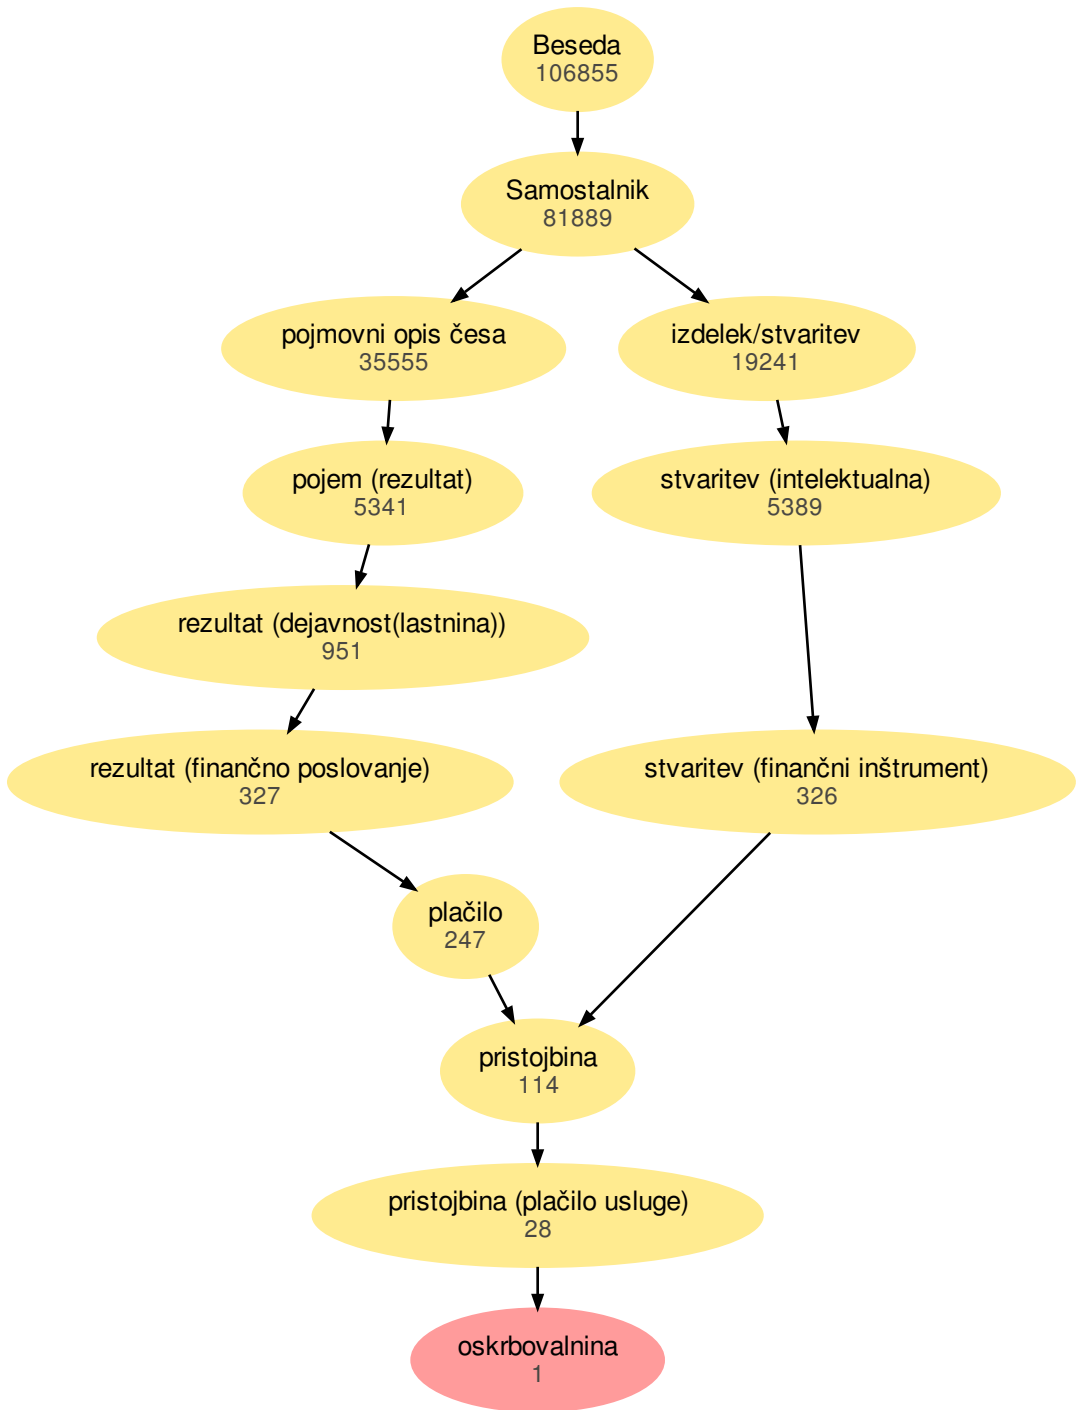 Beseda
106855
Samostalnik
81889
pojmovni opis česa
35555
izdelek/stvaritev
19241
pojem (rezultat)
5341
stvaritev (intelektualna)
5389
rezultat (dejavnost(lastnina))
951
rezultat (finančno poslovanje)
327
stvaritev (finančni inštrument)
326
plačilo
247
pristojbina
114
pristojbina (plačilo usluge)
28
oskrbovalnina
1